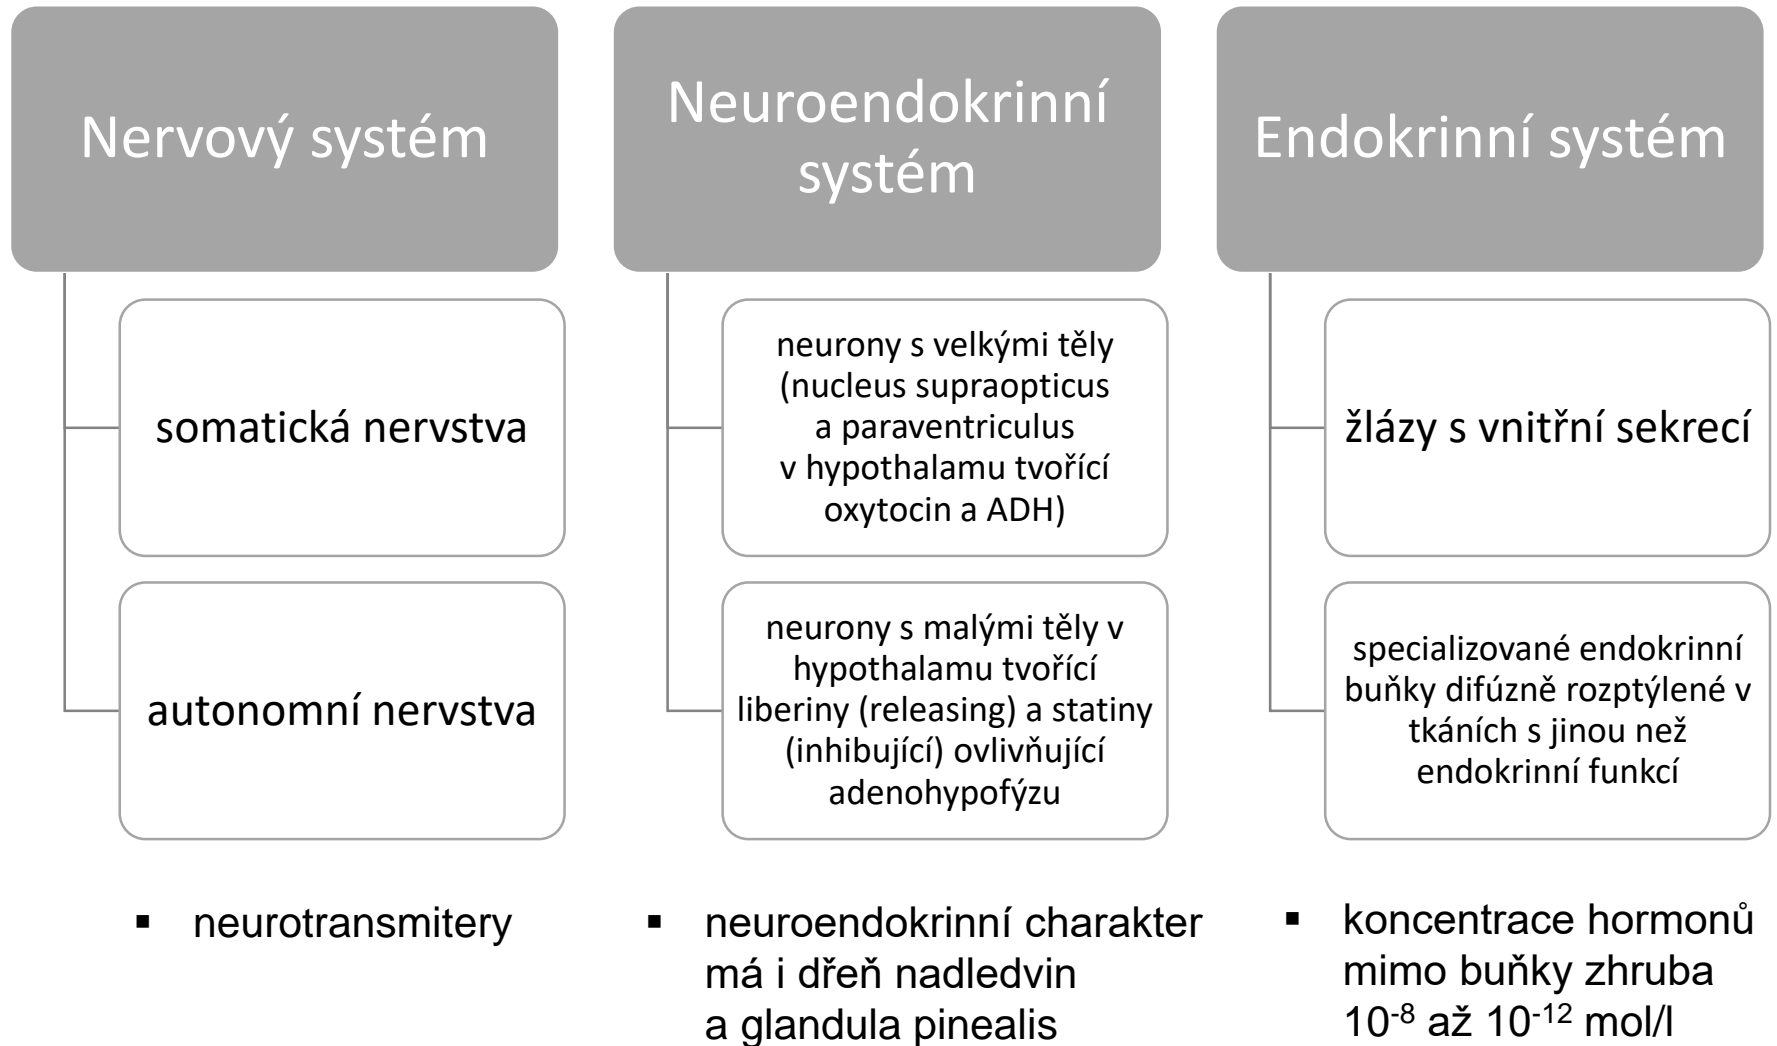 Nervový systém
somatická nervstva
autonomní nervstva
▪ neurotransmitery
Neuroendokrinní
systém
neurony s velkými těly
(nucleus supraopticus
a paraventriculus
v hypothalamu tvořící
oxytocin a ADH)
neurony s malými těly v
hypothalamu tvořící
liberiny (releasing) a statiny
(inhibující) ovlivňující
adenohypofýzu
▪ neuroendokrinní charakter
má i dřeň nadledvin
a glandula pinealis
Endokrinní systém
žlázy s vnitřní sekrecí
specializované endokrinní
buňky difúzně rozptýlené v
tkáních s jinou než
endokrinní funkcí
▪ koncentrace hormonů
mimo buňky zhruba
10⁻⁸ až 10⁻¹² mol/l